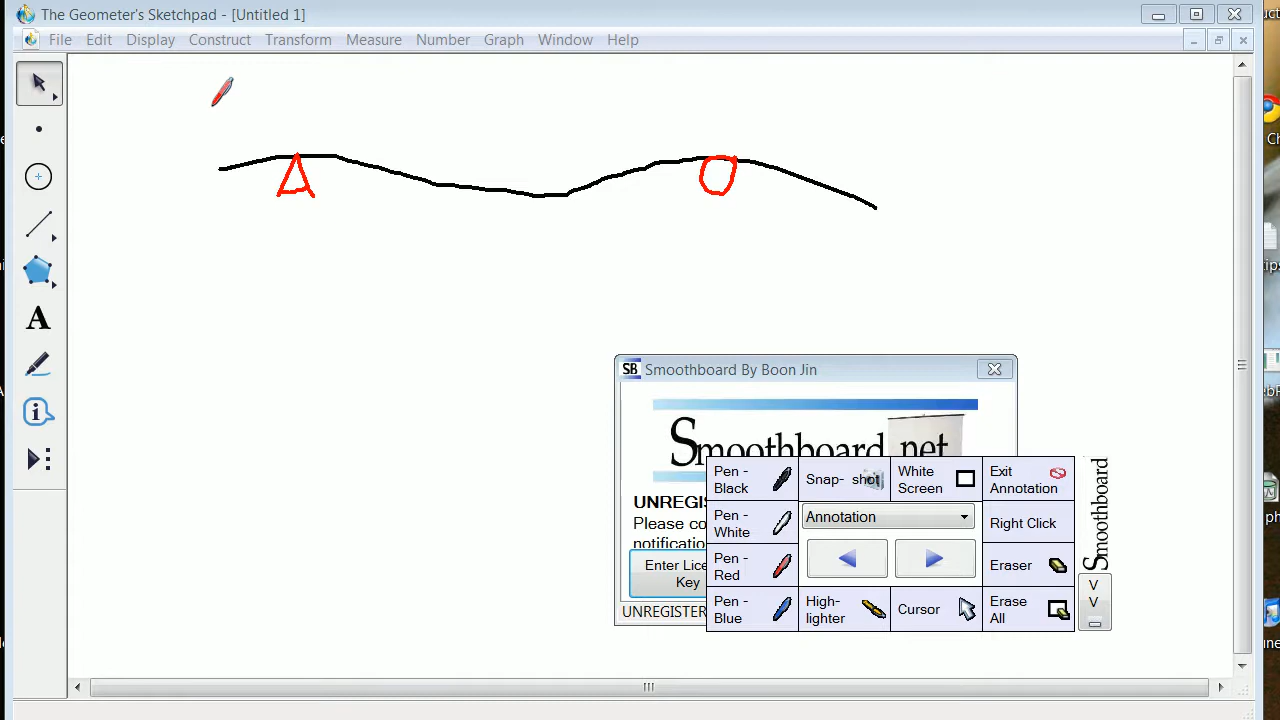 The Geometer's Sketchpad - [Untitled 1]
File Edit Display Construct Transform Measure Number Graph Window Help
A
Smoothboard By Boon Jin
Smoothboard.net
UNREGIS
Please co
notification
Enter Lice
Key
UNREGISTER
Pen - Black
Snap- shot
White Screen
Exit Annotation
Pen - White
Annotation
Right Click
Pen - Red
Eraser
Pen - Blue
High- lighter
Cursor
Erase All
Smoothboard
V
V